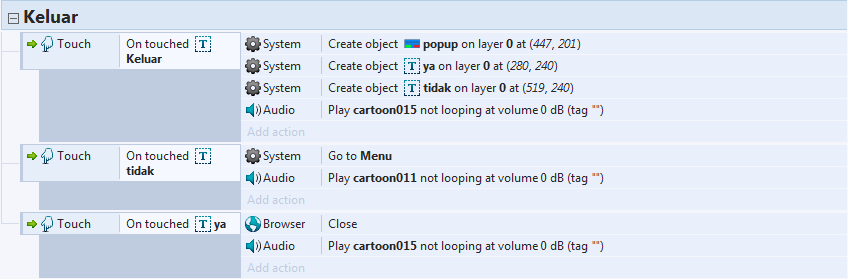 Keluar
Touch On touched T Keluar System Create object popup on layer 0 at (447, 201)
System Create object T ya on layer 0 at (280, 240)
System Create object T tidak on layer 0 at (519, 240)
Audio Play cartoon015 not looping at volume 0 dB (tag "")
Add action
Touch On touched T tidak System Go to Menu
Audio Play cartoon011 not looping at volume 0 dB (tag "")
Add action
Touch On touched T ya Browser Close
Audio Play cartoon015 not looping at volume 0 dB (tag "")
Add action